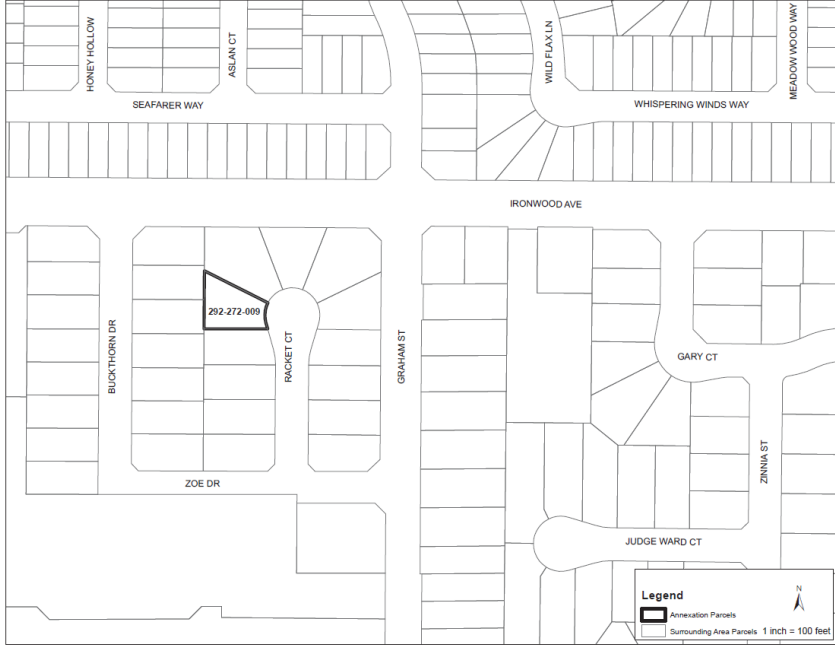 HONEY HOLLOW
ASLAN CT
WILD FLAX LN
MEADOW WOOD WAY
SEAFARER WAY
WHISPERING WINDS WAY
IRONWOOD AVE
292-272-009
BUCKTHORN DR
RACKET CT
GRAHAM ST
GARY CT
ZINNIA ST
ZOE DR
JUDGE WARD CT
Legend
N
Annexation Parcels
Surrounding Area Parcels 1 inch = 100 feet